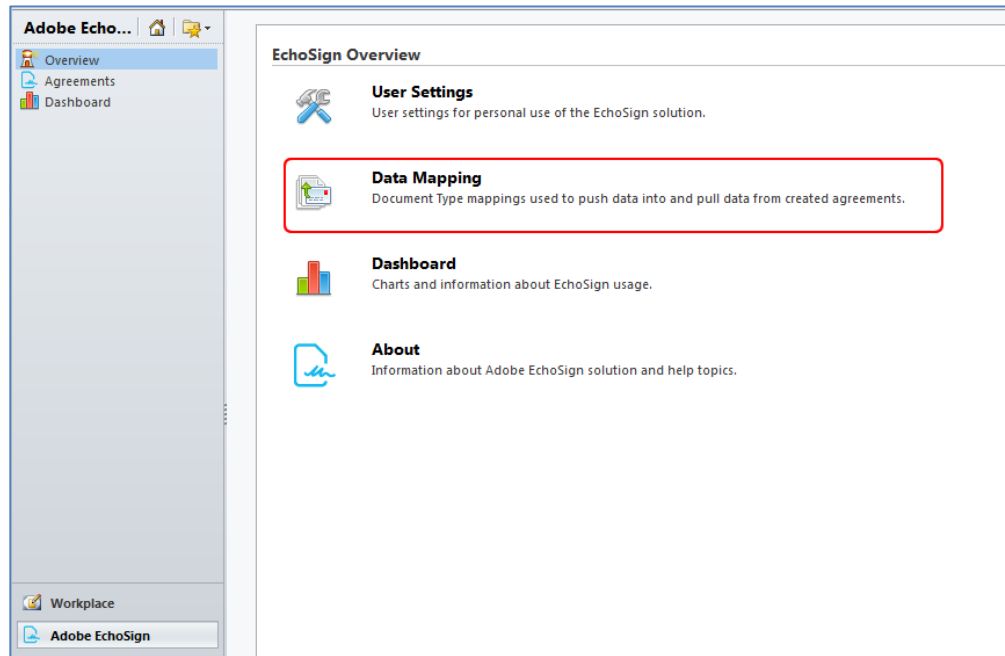 Adobe Echo...
Overview
Agreements
Dashboard
EchoSign Overview
User Settings
User settings for personal use of the EchoSign solution.
Data Mapping
Document Type mappings used to push data into and pull data from created agreements.
Dashboard
Charts and information about EchoSign usage.
About
Information about Adobe EchoSign solution and help topics.
Workplace
Adobe EchoSign